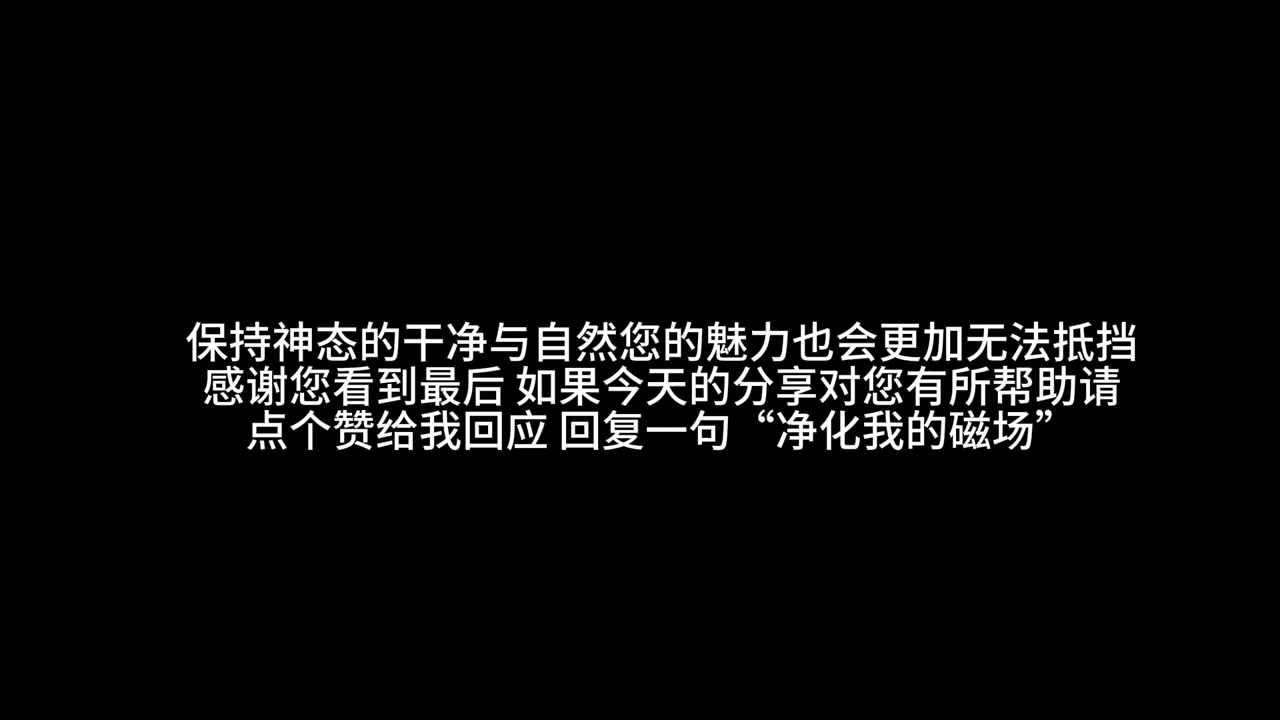 保持神态的干净与自然您的魅力也会更加无法抵挡
感谢您看到最后 如果今天的分享对您有所帮助请
点个赞给我回应 回复一句“净化我的磁场”